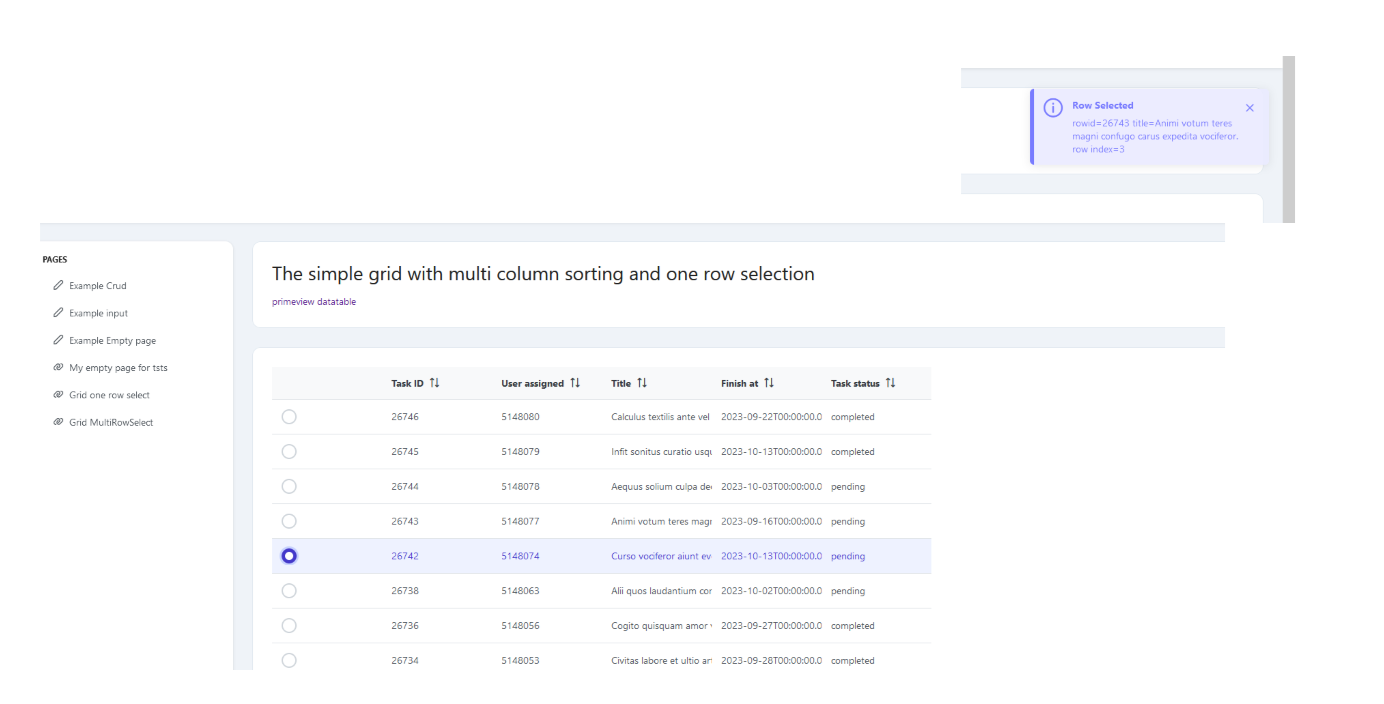 Row Selected
rowid=26743 title=Animi votum teres
magni confugo carus expedita vociferor.
row index=3
PAGES
Example Crud
Example input
Example Empty page
My empty page for tsts
Grid one row select
Grid MultiRowSelect
The simple grid with multi column sorting and one row selection
primeview datatable
Task ID User assigned Title Finish at Task status
26746 5148080 Calculus textilis ante vel 2023-09-22T00:00:00.0 completed
26745 5148079 Infit sonitus curatio usqu 2023-10-13T00:00:00.0 completed
26744 5148078 Aequus solium culpa de 2023-10-03T00:00:00.0 pending
26743 5148077 Animi votum teres magr 2023-09-16T00:00:00.0 pending
26742 5148074 Curso vociferor aiunt ev 2023-10-13T00:00:00.0 pending
26738 5148063 Alii quos laudantium cor 2023-10-02T00:00:00.0 pending
26736 5148056 Cogito quisquam amor 2023-09-27T00:00:00.0 completed
26734 5148053 Civitas labore et ultio ar 2023-09-28T00:00:00.0 completed